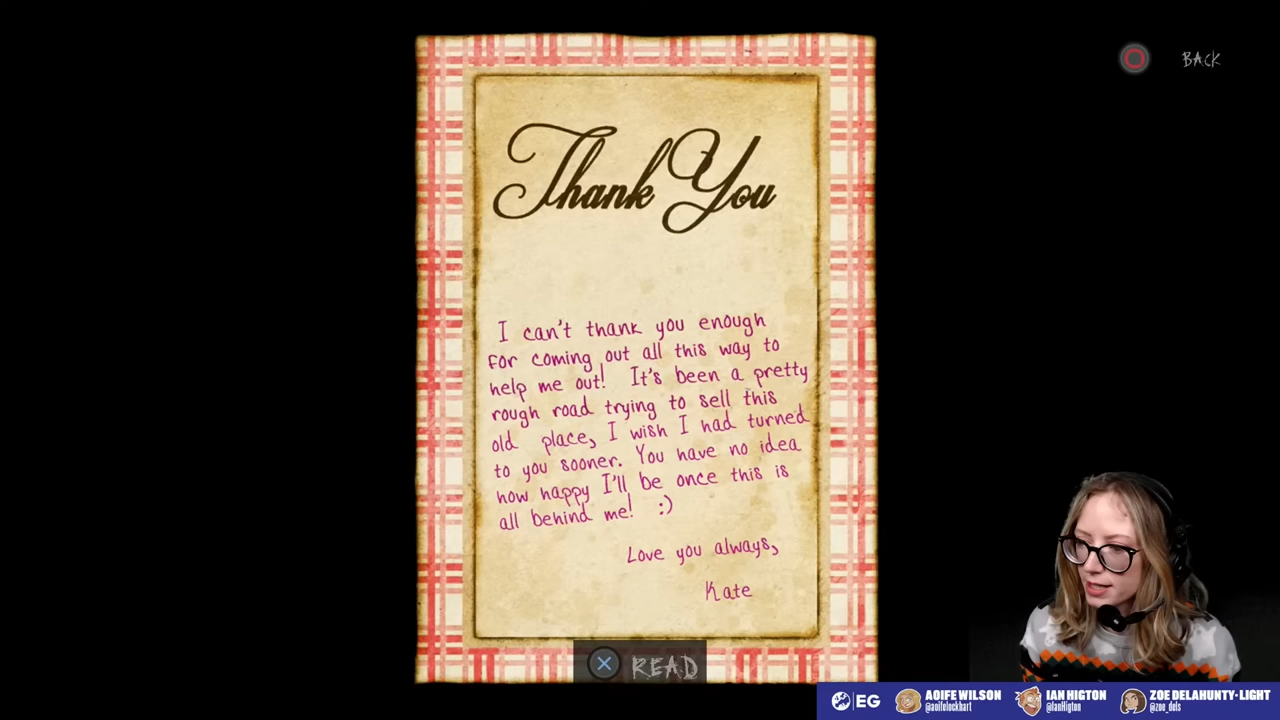 BACK
Thank You
I can't thank you enough
for coming out all this way to
help me out! It's been a pretty
rough road trying to sell this
old place, I wish I had turned
to you sooner. You have no idea
how happy I'll be once this is
all behind me! :)
Love you always,
Kate
READ
EG
AOIFE WILSON
@aoifelockhart
IAN HIGTON
@IanHigton
ZOE DELAHUNTY-LIGHT
@zoe_dels